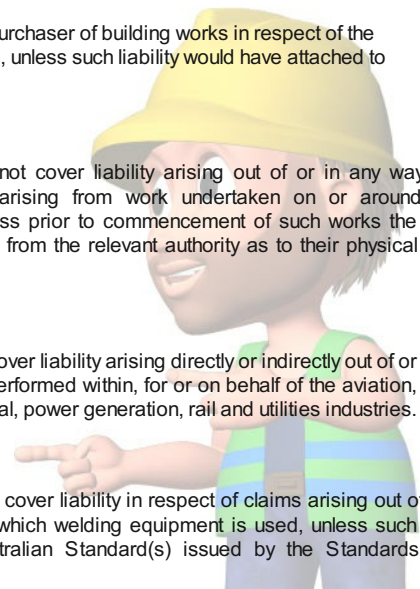 urchaser of building works in respect of the
, unless such liability would have attached to
not cover liability arising out of or in any way
arising from work undertaken on or around
ss prior to commencement of such works the
from the relevant authority as to their physical
over liability arising directly or indirectly out of or
erformed within, for or on behalf of the aviation,
al, power generation, rail and utilities industries.
cover liability in respect of claims arising out of
which welding equipment is used, unless such
tralian Standard(s) issued by the Standards